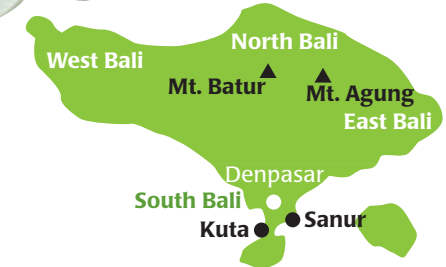 North Bali
West Bali
Mt. Batur
Mt. Agung
East Bali
Denpasar
South Bali
Sanur
Kuta